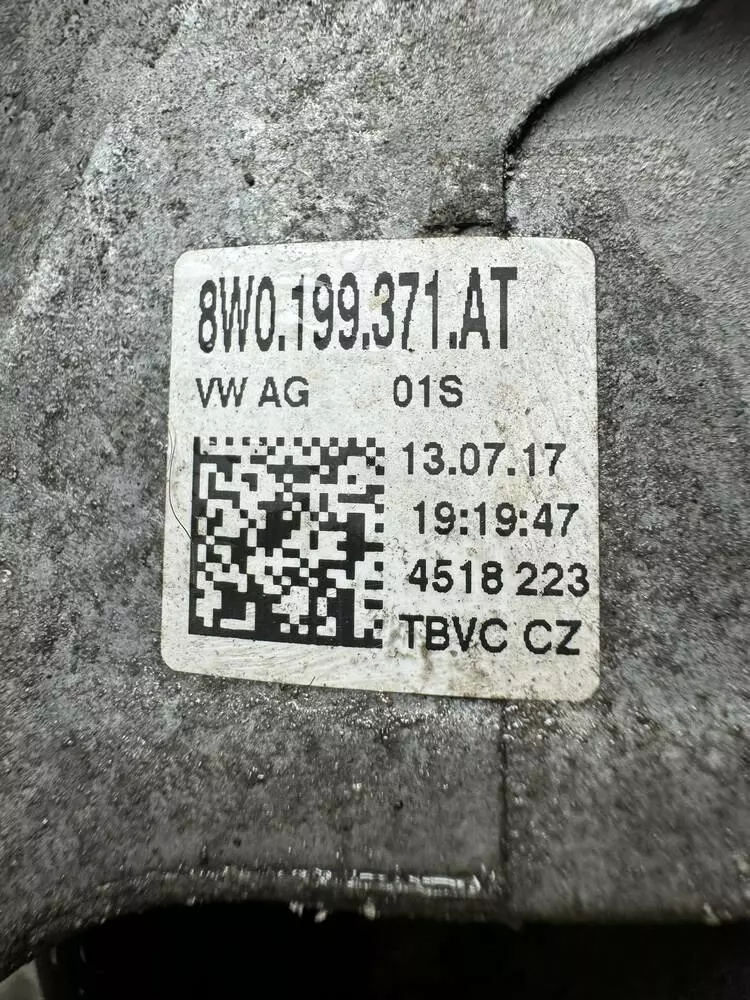 8W0.199.371.AT
VW AG 01S
13.07.17
19:19:47
4518 223
TBVC CZ